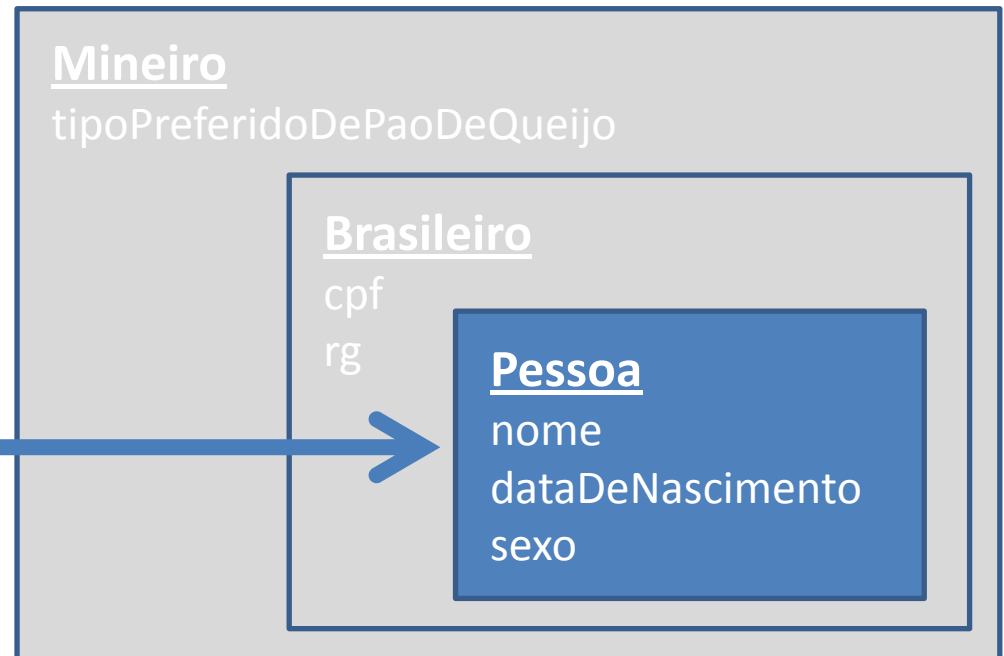 Mineiro
tipoPreferidoDePaoDeQueijo
Brasileiro
cpf
rg
Pessoa
nome
dataDeNascimento
sexo